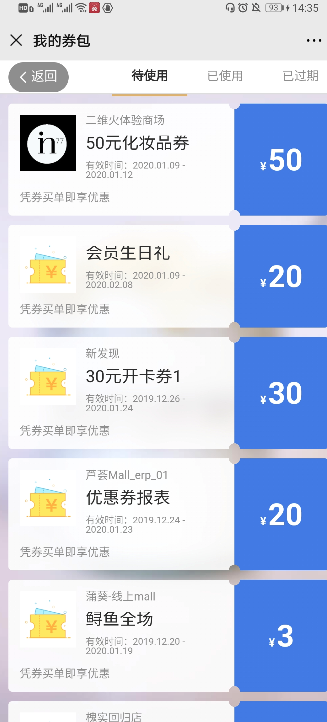 HD 5G 5G 93 14:35
我的券包
返回 待使用 已使用 已过期
二维火体验商场
in 77
50元化妆品券
有效时间：2020.01.09 -
2020.01.12
凭券买单即享优惠
¥50
会员生日礼
有效时间：2020.01.09 -
2020.02.08
凭券买单即享优惠
¥20
新发现
30元开卡券1
有效时间：2019.12.26 -
2020.01.24
凭券买单即享优惠
¥30
芦荟Mall_erp_01
优惠券报表
有效时间：2019.12.24 -
2020.01.23
凭券买单即享优惠
¥20
蒲葵-线上mall
鲟鱼全场
有效时间：2019.12.20 -
2020.01.19
凭券买单即享优惠
¥3
槐实回归店